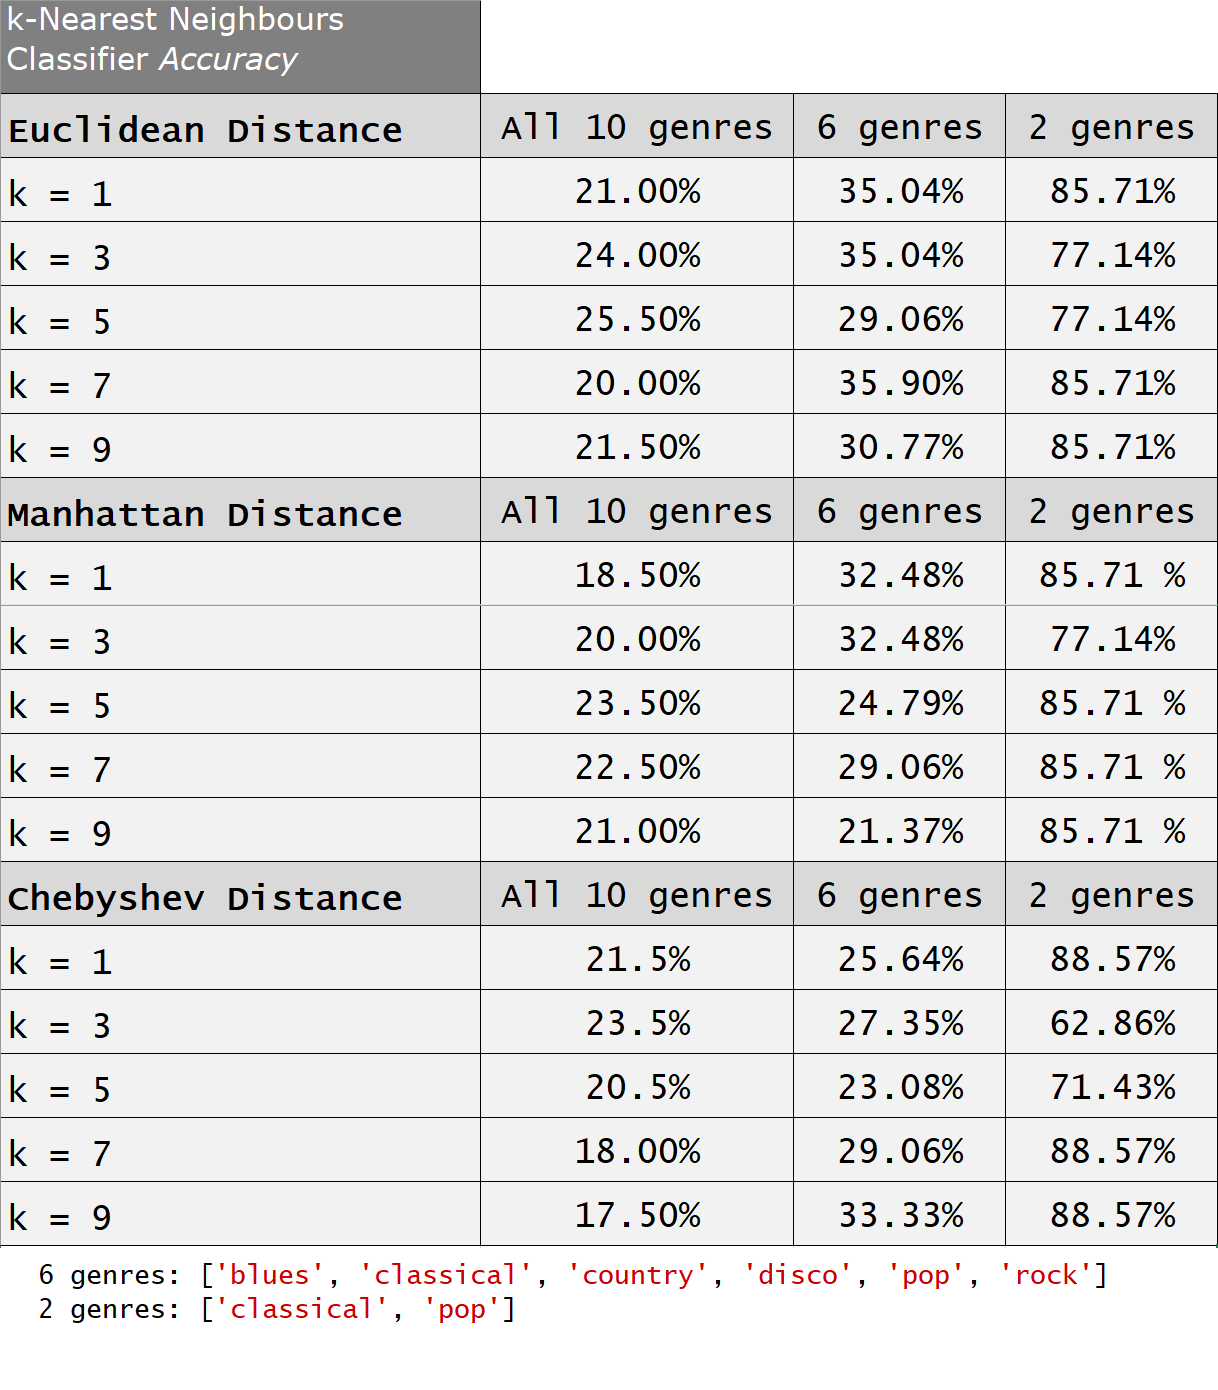 k-Nearest Neighbours
Classifier Accuracy
Euclidean Distance All 10 genres 6 genres 2 genres
k = 1 21.00% 35.04% 85.71%
k = 3 24.00% 35.04% 77.14%
k = 5 25.50% 29.06% 77.14%
k = 7 20.00% 35.90% 85.71%
k = 9 21.50% 30.77% 85.71%
Manhattan Distance All 10 genres 6 genres 2 genres
k = 1 18.50% 32.48% 85.71 %
k = 3 20.00% 32.48% 77.14%
k = 5 23.50% 24.79% 85.71 %
k = 7 22.50% 29.06% 85.71 %
k = 9 21.00% 21.37% 85.71 %
Chebyshev Distance All 10 genres 6 genres 2 genres
k = 1 21.5% 25.64% 88.57%
k = 3 23.5% 27.35% 62.86%
k = 5 20.5% 23.08% 71.43%
k = 7 18.00% 29.06% 88.57%
k = 9 17.50% 33.33% 88.57%
6 genres: ['blues', 'classical', 'country', 'disco', 'pop', 'rock']
2 genres: ['classical', 'pop']